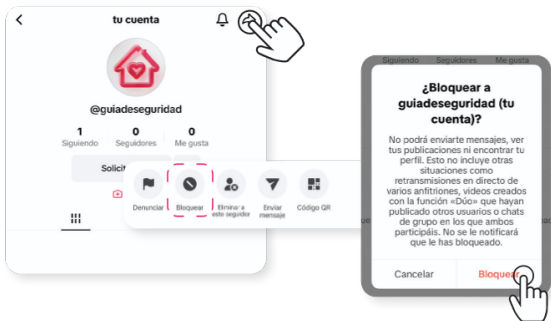 tu cuenta
@guiadeseguridad
1 0 0
Siguiendo Seguidores Me gusta
Denunciar Bloquear Eliminar a este seguidor Enviar mensaje Código QR
Siguiendo Seguidores Me gusta
¿Bloquear a
guiadeseguridad (tu
cuenta)?
No podrá enviarte mensajes, ver
tus publicaciones ni encontrar tu
perfil. Esto no incluye otras
situaciones como
retransmisiones en directo de
varios anfitriones, videos creados
con la función «Dúo» que hayan
publicado otros usuarios o chats
de grupo en los que ambos
participáis. No se le notificará
que le has bloqueado.
Cancelar Bloquear